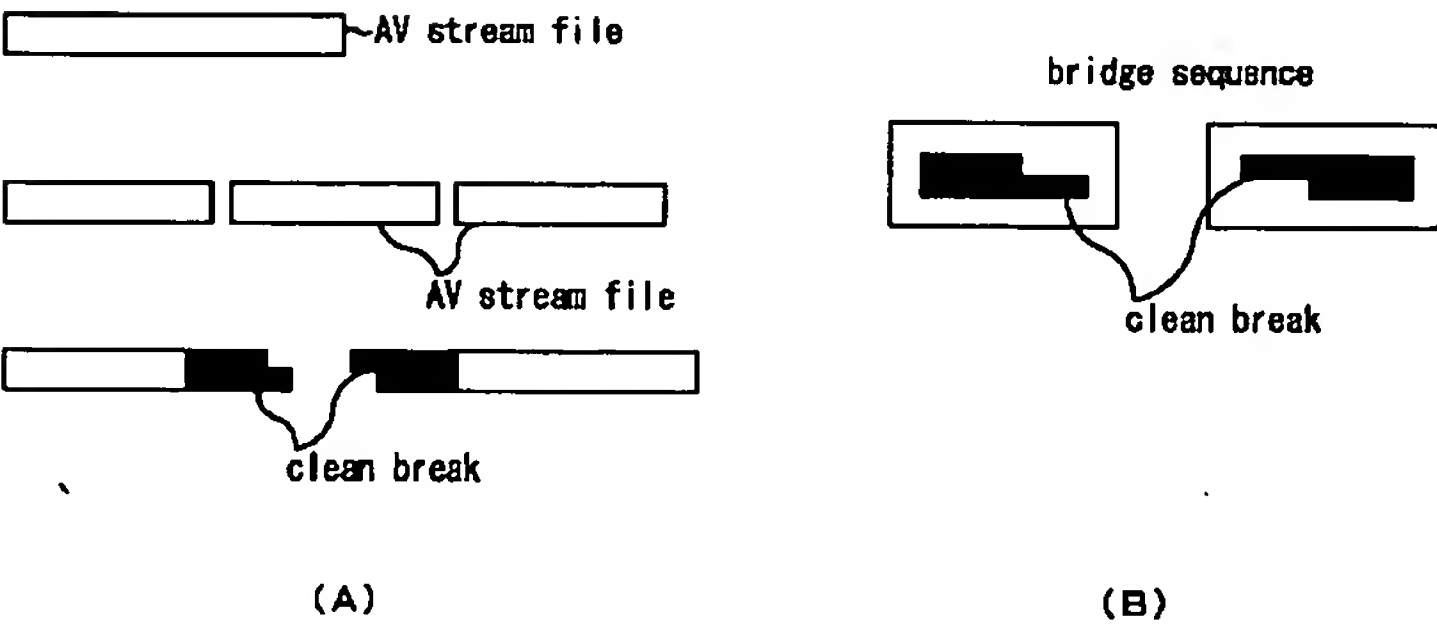 AV stream file
bridge sequence
AV stream file
clean break
clean break
(A)
(B)